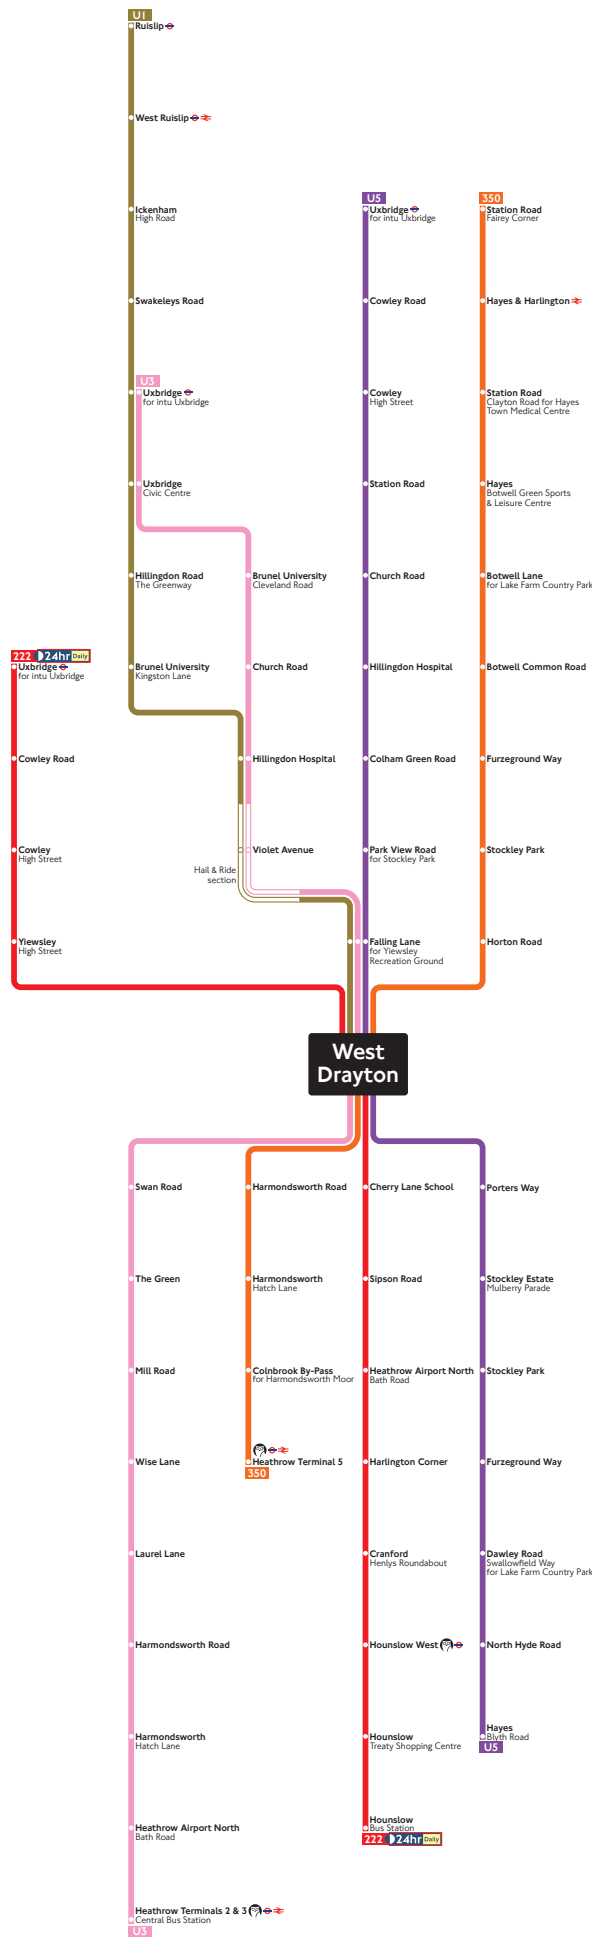 U1
Ruislip
West Ruislip
Ickenham
High Road
Swakeleys Road
U5
Uxbridge
for intu Uxbridge
350
Station Road
Fairey Corner
Cowley Road
Hayes & Harlington
U3
Uxbridge
for intu Uxbridge
Cowley
High Street
Station Road
Clayton Road for Hayes
Town Medical Centre
Uxbridge
Civic Centre
Station Road
Hayes
Botwell Green Sports
& Leisure Centre
Hillingdon Road
The Greenway
Brunel University
Cleveland Road
Church Road
Botwell Lane
for Lake Farm Country Park
222 24hr Daily
Uxbridge
for intu Uxbridge
Brunel University
Kingston Lane
Church Road
Hillingdon Hospital
Botwell Common Road
Cowley Road
Hillingdon Hospital
Colham Green Road
Furzeground Way
Cowley
High Street
Violet Avenue
Hail & Ride
section
Park View Road
for Stockley Park
Stockley Park
Yiewsley
High Street
Falling Lane
for Yiewsley
Recreation Ground
Horton Road
West
Drayton
Swan Road
Harmondsworth Road
Cherry Lane School
Porters Way
The Green
Harmondsworth
Hatch Lane
Sipson Road
Stockley Estate
Mulberry Parade
Mill Road
Colnbrook By-Pass
for Harmondsworth Moor
Heathrow Airport North
Bath Road
Stockley Park
Wise Lane
Heathrow Terminal 5
350
Harlington Corner
Furzeground Way
Laurel Lane
Cranford
Henlys Roundabout
Dawley Road
Swallowfield Way
for Lake Farm Country Park
Harmondsworth Road
Hounslow West
North Hyde Road
Harmondsworth
Hatch Lane
Hounslow
Treaty Shopping Centre
Hayes
Blyth Road
U5
Heathrow Airport North
Bath Road
Hounslow
Bus Station
222 24hr Daily
Heathrow Terminals 2 & 3
Central Bus Station
U3